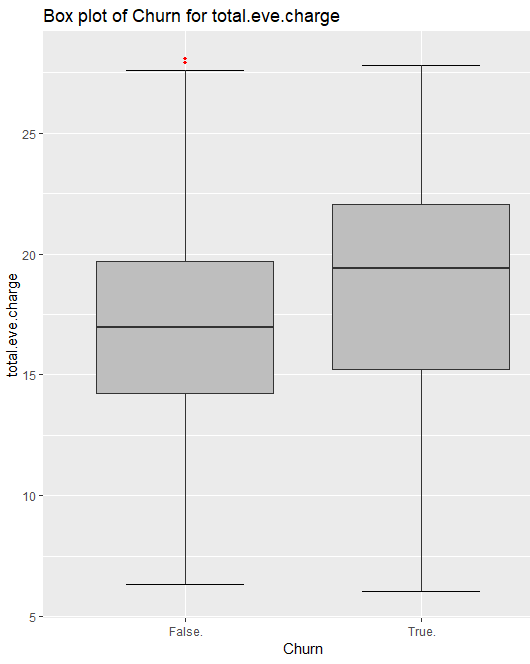 Box plot of Churn for total.eve.charge
total.eve.charge
25
20
15
10
5
False.
True.
Churn